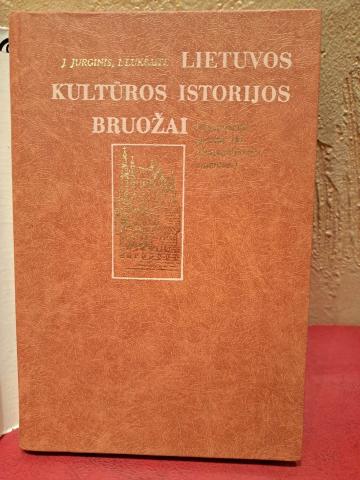 J. JURGINIS, I. LUKŠAITĖ LIETUVOS
KULTŪROS ISTORIJOS
BRUOŽAI